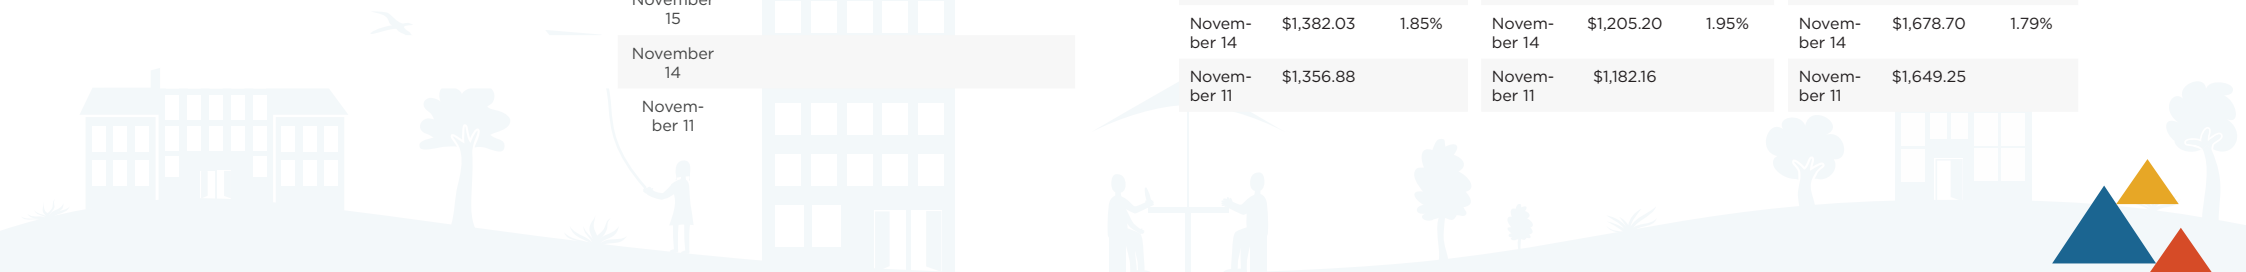 November
15
November
14
Novem-
ber 11
Novem-
ber 14
$1,382.03
1.85%
Novem-
ber 11
$1,356.88
Novem-
ber 14
$1,205.20
1.95%
Novem-
ber 11
$1,182.16
Novem-
ber 14
$1,678.70
1.79%
Novem-
ber 11
$1,649.25